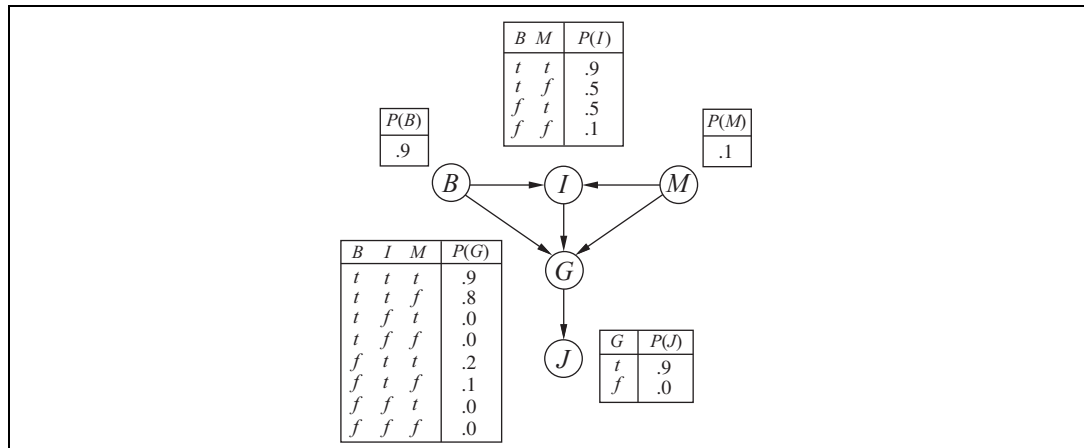 B M P(I)
t t .9
t f .5
f t .5
f f .1
P(B)
.9
P(M)
.1
B
I
M
B I M P(G)
t t t .9
t t f .8
t f t .0
t f f .0
f t t .2
f t f .1
f f t .0
f f f .0
G
J
G P(J)
t .9
f .0